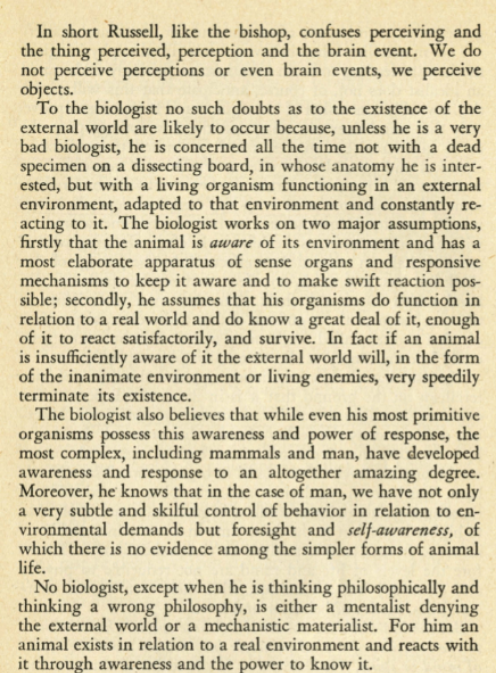 In short Russell, like the bishop, confuses perceiving and
the thing perceived, perception and the brain event. We do
not perceive perceptions or even brain events, we perceive
objects.
To the biologist no such doubts as to the existence of the
external world are likely to occur because, unless he is a very
bad biologist, he is concerned all the time not with a dead
specimen on a dissecting board, in whose anatomy he is inter-
ested, but with a living organism functioning in an external
environment, adapted to that environment and constantly re-
acting to it. The biologist works on two major assumptions,
firstly that the animal is aware of its environment and has a
most elaborate apparatus of sense organs and responsive
mechanisms to keep it aware and to make swift reaction pos-
sible; secondly, he assumes that his organisms do function in
relation to a real world and do know a great deal of it, enough
of it to react satisfactorily, and survive. In fact if an animal
is insufficiently aware of it the external world will, in the form
of the inanimate environment or living enemies, very speedily
terminate its existence.
The biologist also believes that while even his most primitive
organisms possess this awareness and power of response, the
most complex, including mammals and man, have developed
awareness and response to an altogether amazing degree.
Moreover, he knows that in the case of man, we have not only
a very subtle and skilful control of behavior in relation to en-
vironmental demands but foresight and self-awareness, of
which there is no evidence among the simpler forms of animal
life.
No biologist, except when he is thinking philosophically and
thinking a wrong philosophy, is either a mentalist denying
the external world or a mechanistic materialist. For him an
animal exists in relation to a real environment and reacts with
it through awareness and the power to know it.